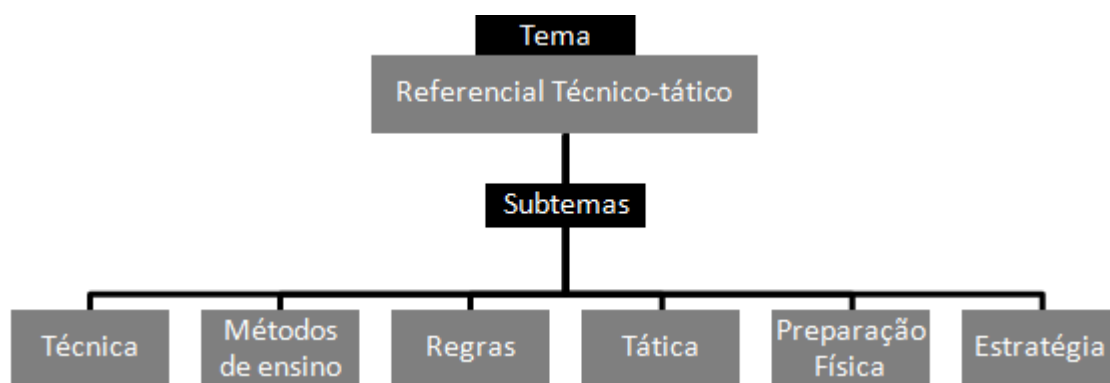 Tema
Referencial Técnico-tático
Subtemas
Técnica
Métodos
de ensino
Regras
Tática
Preparação
Física
Estratégia